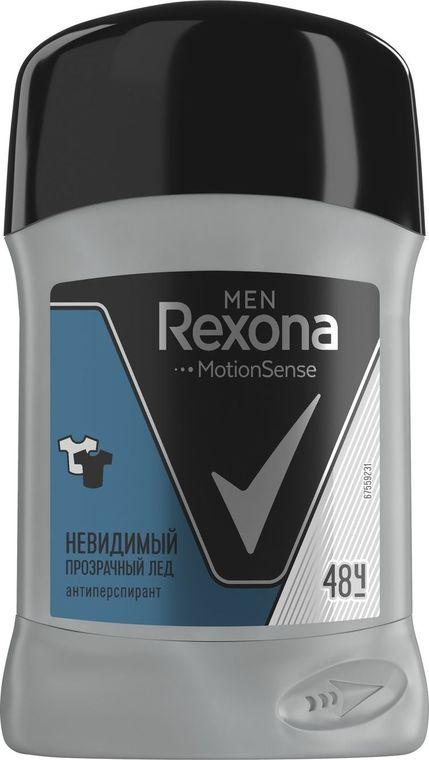 MEN
Rexona
MotionSense
67559231
НЕВИДИМЫЙ
ПРОЗРАЧНЫЙ ЛЕД
антиперспирант
48Ч